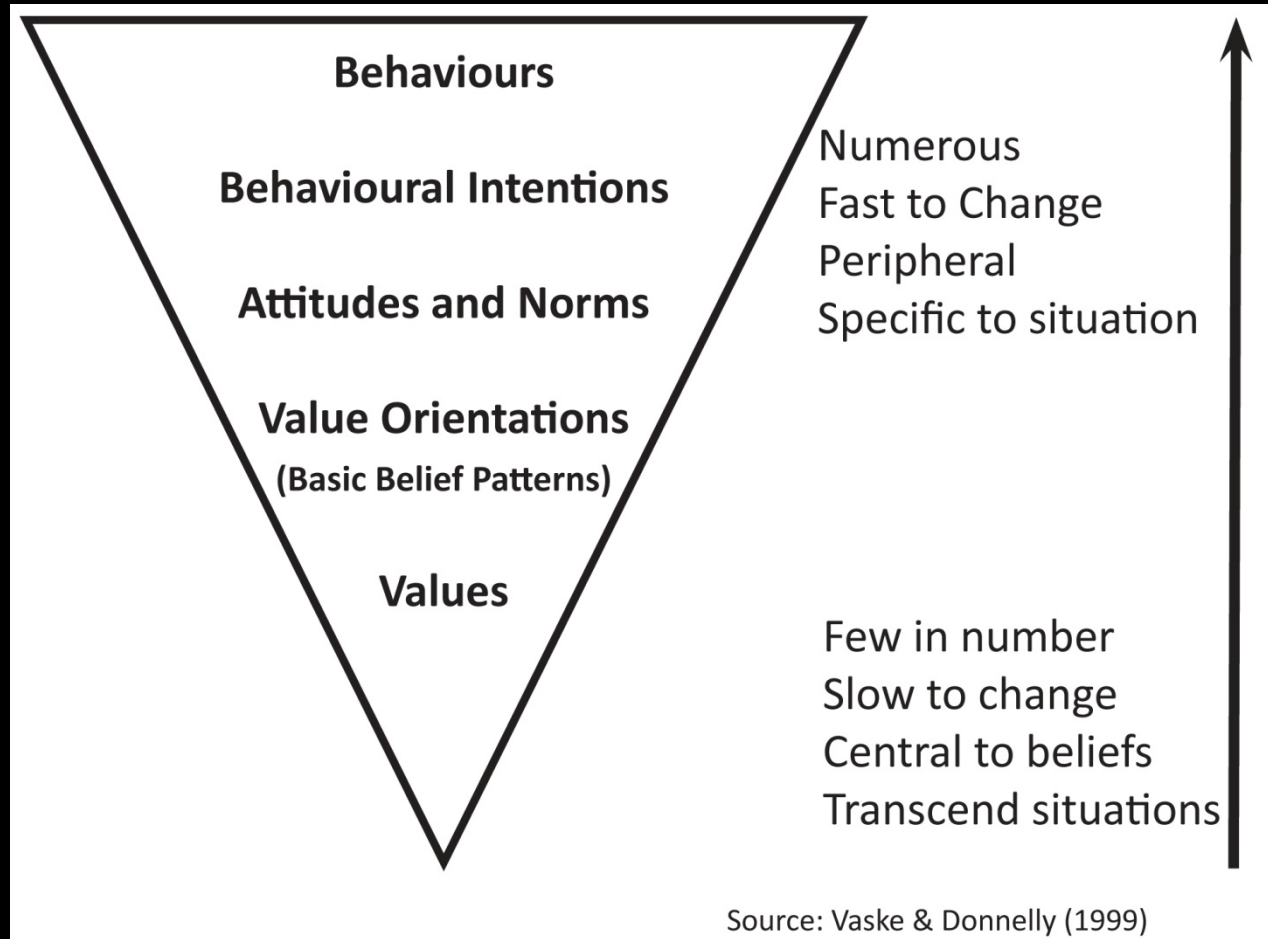 Behaviours
Behavioural Intentions
Attitudes and Norms
Value Orientations
(Basic Belief Patterns)
Values
Numerous
Fast to Change
Peripheral
Specific to situation
Few in number
Slow to change
Central to beliefs
Transcend situations
Source: Vaske & Donnelly (1999)